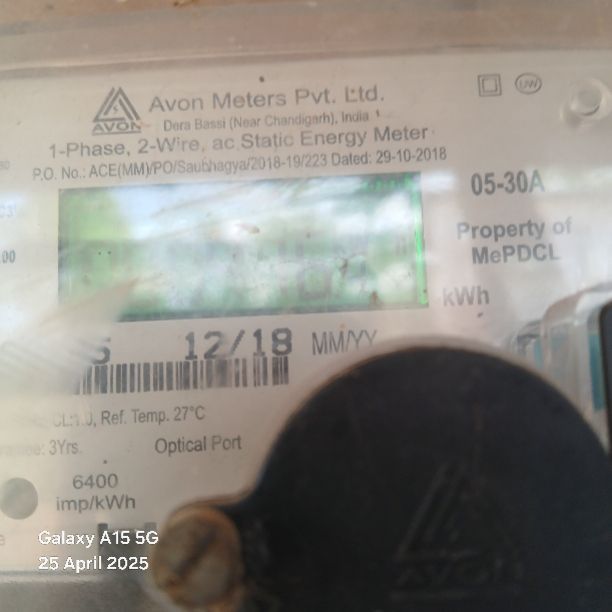 Avon Meters Pvt. Ltd.
AVON
Dera Bassi (Near Chandigarh), India
1-Phase, 2-Wire, ac Static Energy Meter
P.O. No.: ACE(MM)/PO/Saubhagya/2018-19/223 Dated: 29-10-2018
05-30A
Property of
MePDCL
kWh
12/18 MM/YY
Ref. Temp. 27°C
3Yrs. Optical Port
6400
imp/kWh
Galaxy A15 5G
25 April 2025
AVON